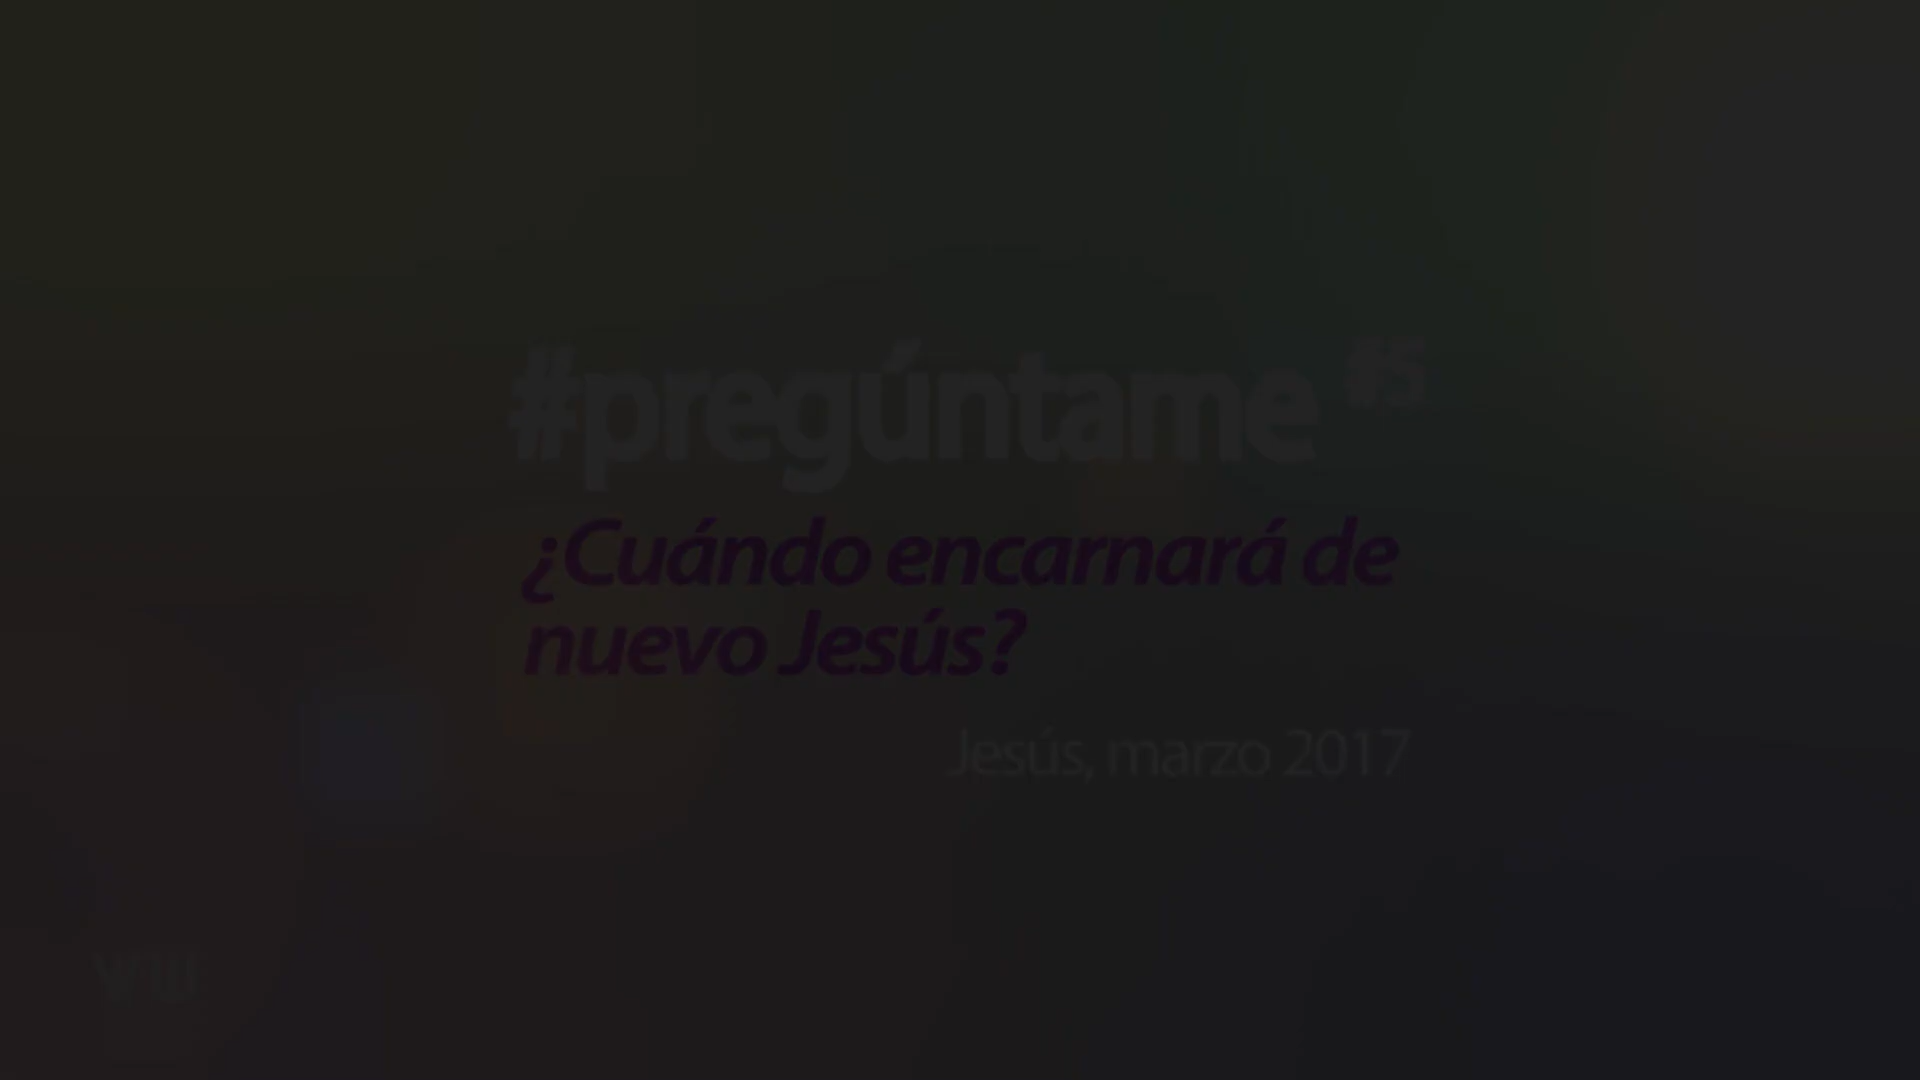 #pregúntame #5
¿Cuándo encarnará de
nuevo Jesús?
Jesús, marzo 2017